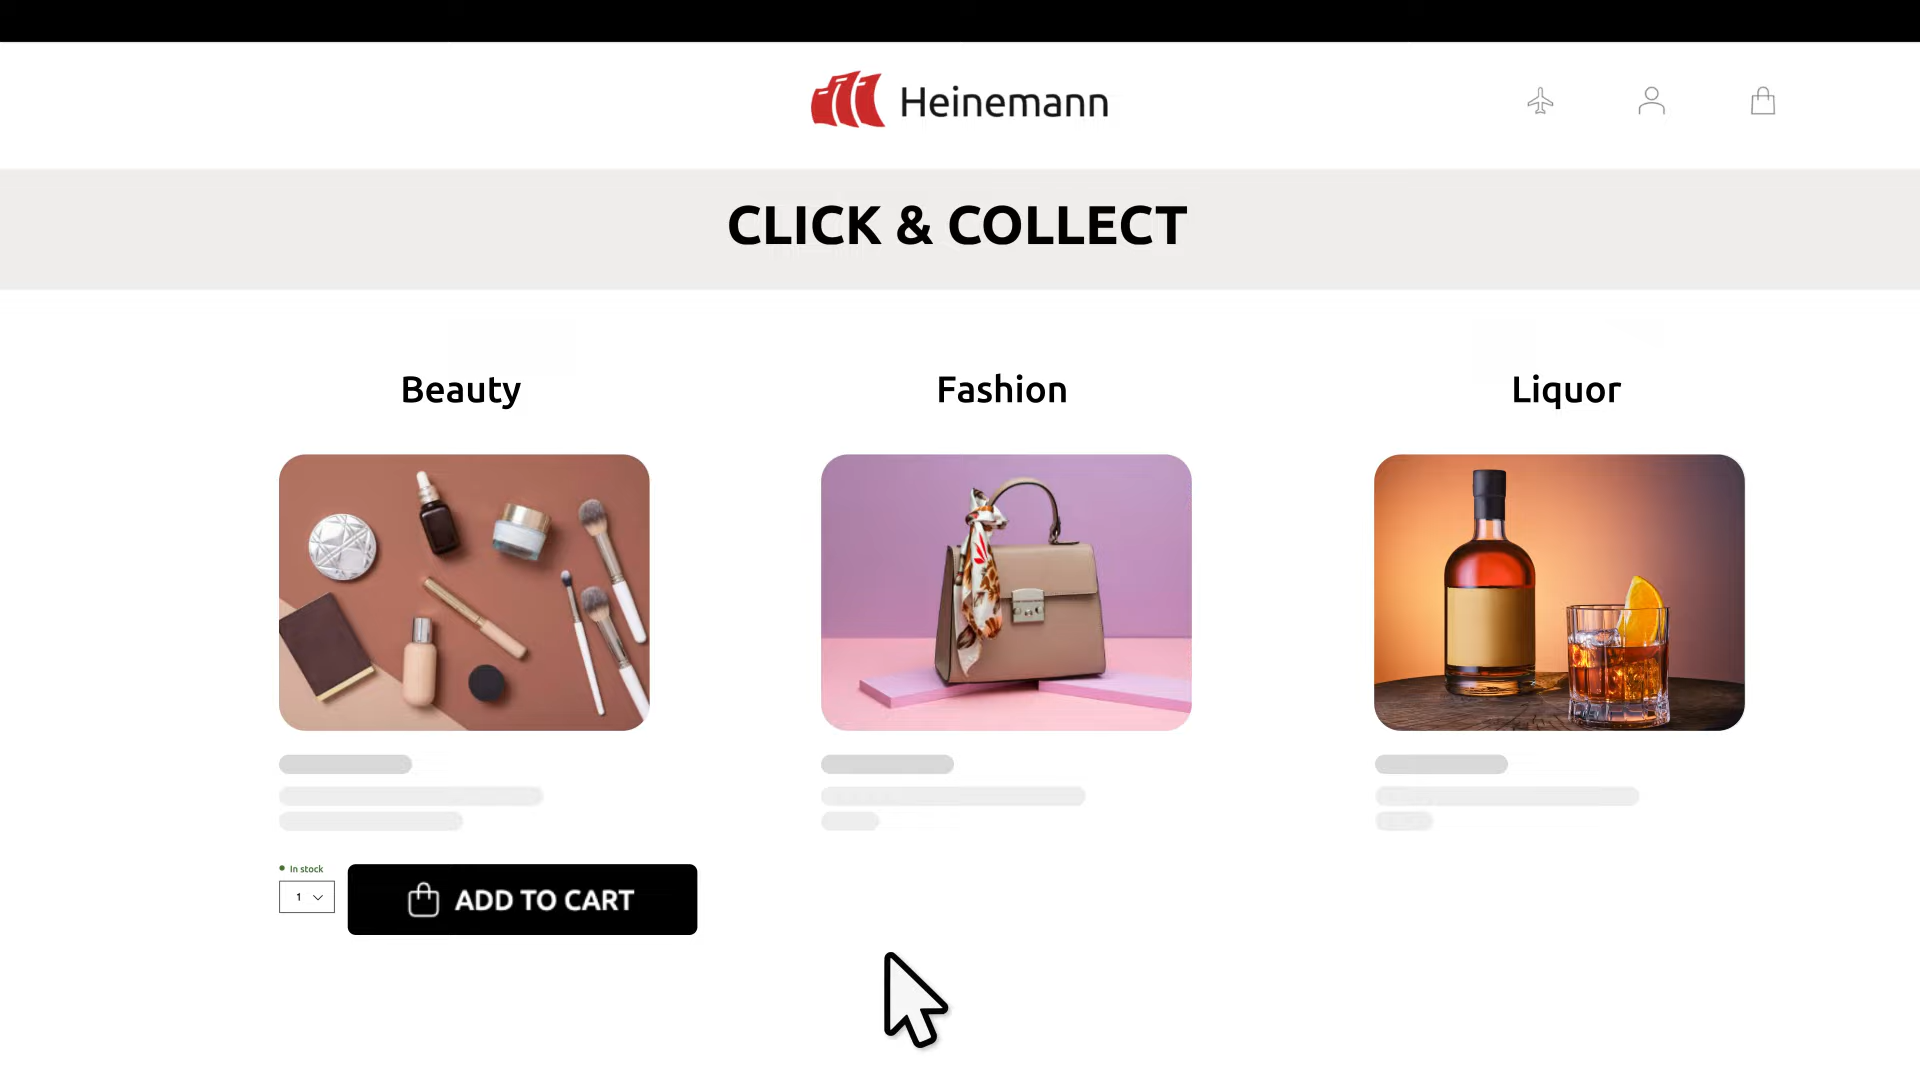 Heinemann
CLICK & COLLECT
Beauty
Fashion
Liquor
In stock
1
ADD TO CART